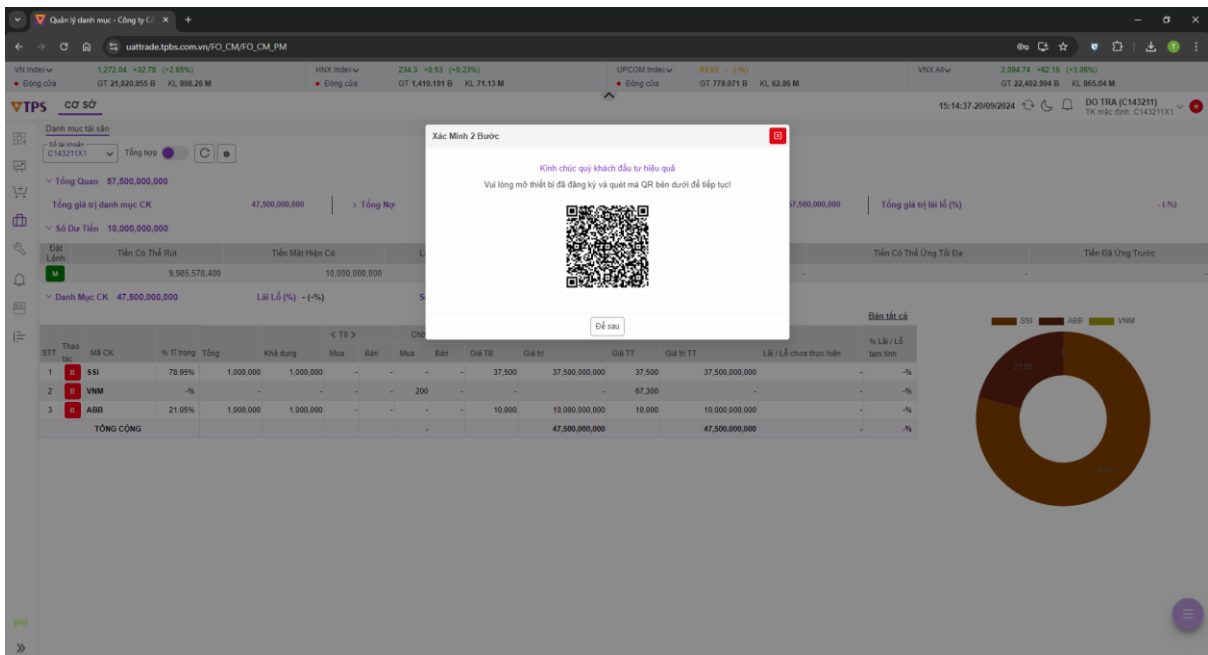 Quản lý danh mục - Công ty Cổ
uattrade.tpbs.com.vn/FO_CM/FO_CM_PM
VN Index 1,272.04 +32.78 (+2.65%) HNX Index 234.3 +0.53 (+0.23%) UPCOM Index 93.63 - (-%) VNX All 2,094.74 +62.18 (+3.06%)
Đóng cửa GT 21,820.855 B KL 898.26 M Đóng cửa GT 1,419.181 B KL 71.13 M Đóng cửa GT 779.071 B KL 62.86 M GT 22,402.994 B KL 865.04 M
TPS CƠ SỞ 15:14:37.20/09/2024 DO TRA (C143211)
TK mặc định: C143211X1
Danh mục tài sản
Số tài khoản
C143211X1 Tổng hợp
Xác Minh 2 Bước
Kính chúc quý khách đầu tư hiệu quả
Vui lòng mở thiết bị đã đăng ký và quét mã QR bên dưới để tiếp tục!
Để sau
Tổng Quan 57,500,000,000
Tổng giá trị danh mục CK 47,500,000,000 > Tổng Nợ 57,500,000,000 Tổng giá trị lãi lỗ (%) - (-%)
Số Dư Tiền 10,000,000,000
Đặt Lệnh Tiền Có Thể Rút Tiền Mặt Hiện Có Tiền Có Thể Ứng Tối Đa Tiền Đã Ứng Trước
M 9,985,578,400 10,000,000,000 - - -
Danh Mục CK 47,500,000,000 Lãi Lỗ (%) - (-%)
Bán tất cả
STT Thao tác Mã CK % Tỉ trọng Tổng Khả dụng < T0 > Mua Bán Chờ Mua Bán Giá TB Giá trị Giá TT Giá trị TT Lãi / Lỗ chưa thực hiện % Lãi / Lỗ tạm tính
1 B SSI 78.95% 1,000,000 1,000,000 - - - - 37,500 37,500,000,000 37,500 37,500,000,000 - -%
2 B VNM -% - - - - 200 - - - 67,300 - - -%
3 B ABB 21.05% 1,000,000 1,000,000 - - - - 10,000 10,000,000,000 10,000 10,000,000,000 - -%
TỔNG CỘNG - 47,500,000,000 47,500,000,000 - -%
SSI ABB VNM